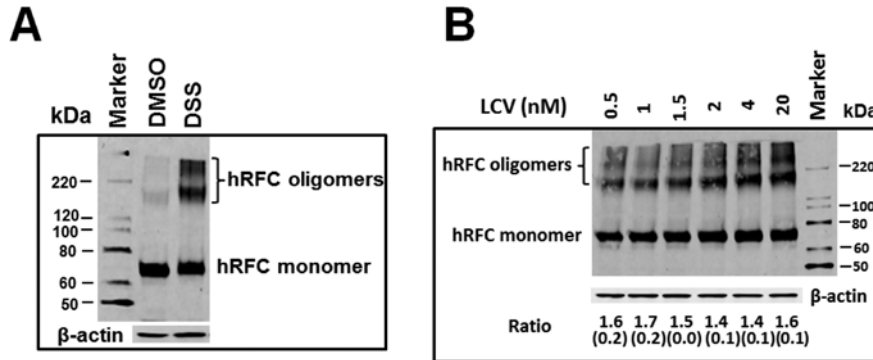 A
kDa
Marker
DMSO
DSS
220
120
100
80
60
50
hRFC oligomers
hRFC monomer
β-actin
B
LCV (nM)
0.5
1
1.5
2
4
20
Marker
kDa
hRFC oligomers
hRFC monomer
220
100
80
60
50
β-actin
Ratio
1.6 1.7 1.5 1.4 1.4 1.6
(0.2) (0.2) (0.0) (0.1) (0.1) (0.1)